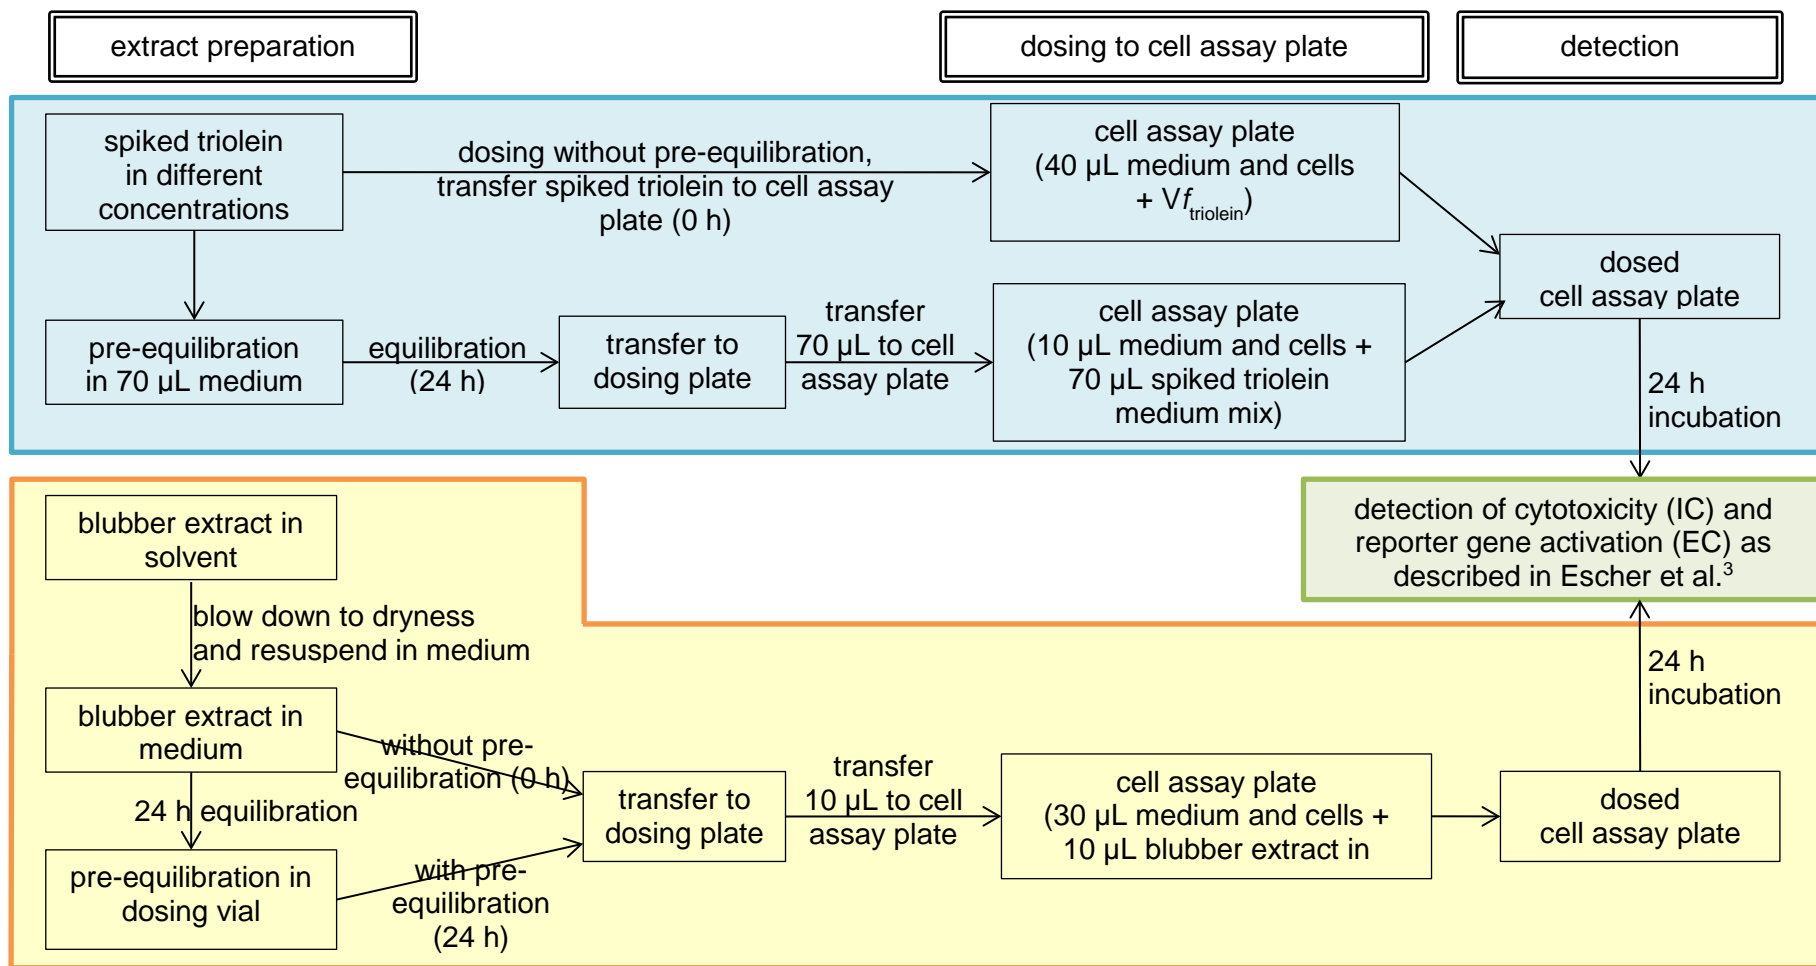 extract preparation
dosing to cell assay plate
detection
spiked triolein
in different
concentrations
dosing without pre-equilibration,
transfer spiked triolein to cell assay
plate (0 h)
cell assay plate
(40 µL medium and cells
+ Vf triolein)
dosed
cell assay plate
pre-equilibration
in 70 µL medium
equilibration
(24 h)
transfer to
dosing plate
transfer
70 µL to cell
assay plate
cell assay plate
(10 µL medium and cells +
70 µL spiked triolein
medium mix)
24 h
incubation
blubber extract in
solvent
detection of cytotoxicity (IC) and
reporter gene activation (EC) as
described in Escher et al.³
blow down to dryness
and resuspend in medium
24 h
incubation
blubber extract in
medium
without pre-
equilibration (0 h)
24 h equilibration
transfer to
dosing plate
transfer
10 µL to cell
assay plate
cell assay plate
(30 µL medium and cells +
10 µL blubber extract in
dosed
cell assay plate
pre-equilibration in
dosing vial
with pre-
equilibration
(24 h)